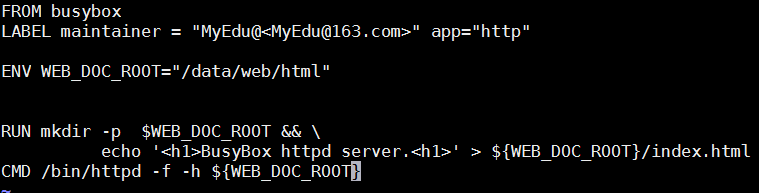 FROM busybox
LABEL maintainer = "MyEdu@<MyEdu@163.com>" app="http"
ENV WEB_DOC_ROOT="/data/web/html"
RUN mkdir -p  $WEB_DOC_ROOT && \
echo '<h1>BusyBox httpd server.<h1>' > ${WEB_DOC_ROOT}/index.html
CMD /bin/httpd -f -h ${WEB_DOC_ROOT}
~